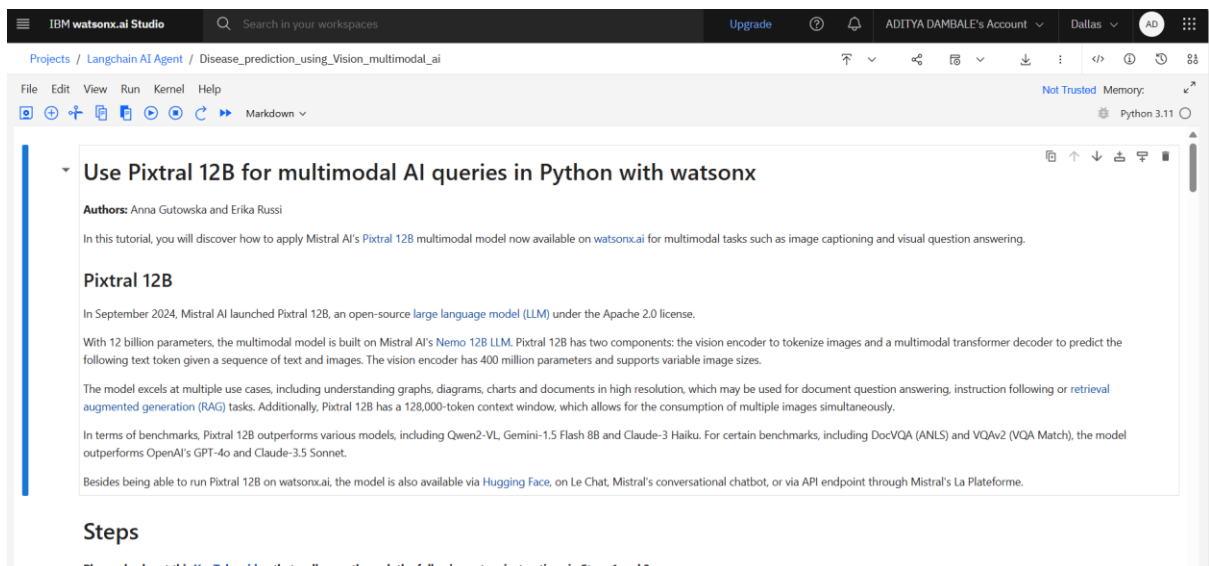 IBM watsonx.ai Studio Search in your workspaces Upgrade ADITYA DAMBALE's Account Dallas AD
Projects / Langchain AI Agent / Disease_prediction_using_Vision_multimodal_ai
File Edit View Run Kernel Help Not Trusted Memory:
Markdown Python 3.11
Use Pixtral 12B for multimodal AI queries in Python with watsonx
Authors: Anna Gutowska and Erika Russi
In this tutorial, you will discover how to apply Mistral AI's Pixtral 12B multimodal model now available on watsonx.ai for multimodal tasks such as image captioning and visual question answering.
Pixtral 12B
In September 2024, Mistral AI launched Pixtral 12B, an open-source large language model (LLM) under the Apache 2.0 license.
With 12 billion parameters, the multimodal model is built on Mistral AI's Nemo 12B LLM. Pixtral 12B has two components: the vision encoder to tokenize images and a multimodal transformer decoder to predict the
following text token given a sequence of text and images. The vision encoder has 400 million parameters and supports variable image sizes.
The model excels at multiple use cases, including understanding graphs, diagrams, charts and documents in high resolution, which may be used for document question answering, instruction following or retrieval
augmented generation (RAG) tasks. Additionally, Pixtral 12B has a 128,000-token context window, which allows for the consumption of multiple images simultaneously.
In terms of benchmarks, Pixtral 12B outperforms various models, including Qwen2-VL, Gemini-1.5 Flash 8B and Claude-3 Haiku. For certain benchmarks, including DocVQA (ANLS) and VQAv2 (VQA Match), the model
outperforms OpenAI's GPT-4o and Claude-3.5 Sonnet.
Besides being able to run Pixtral 12B on watsonx.ai, the model is also available via Hugging Face, on Le Chat, Mistral's conversational chatbot, or via API endpoint through Mistral's La Plateforme.
Steps